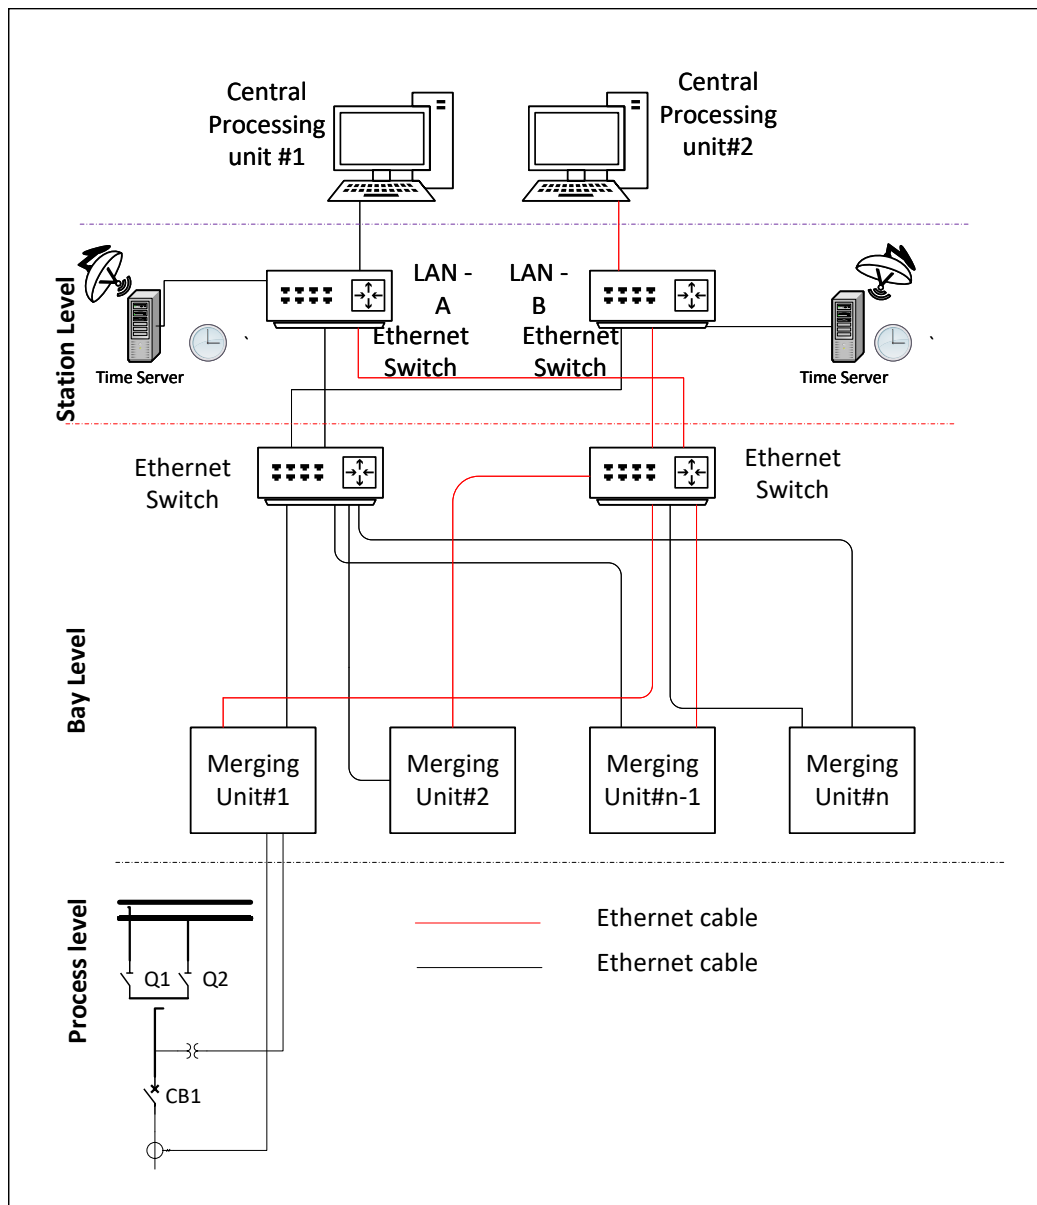 Central
Processing
unit #1
Central
Processing
unit#2
Station Level
LAN -
A
Ethernet
Switch
LAN -
B
Ethernet
Switch
Time Server
`
Time Server
`
Ethernet
Switch
Ethernet
Switch
Bay Level
Merging
Unit#1
Merging
Unit#2
Merging
Unit#n-1
Merging
Unit#n
Process level
Q1
Q2
CB1
Ethernet cable
Ethernet cable